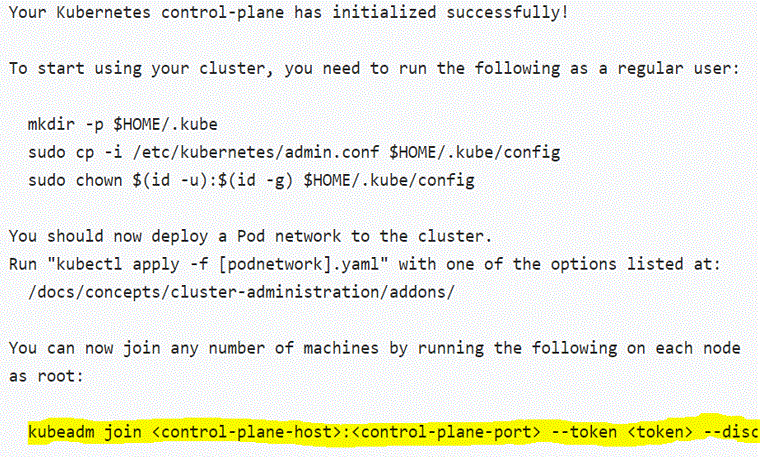 Your Kubernetes control-plane has initialized successfully!
To start using your cluster, you need to run the following as a regular user:
mkdir -p $HOME/.kube
sudo cp -i /etc/kubernetes/admin.conf $HOME/.kube/config
sudo chown $(id -u):$(id -g) $HOME/.kube/config
You should now deploy a Pod network to the cluster.
Run "kubectl apply -f [podnetwork].yaml" with one of the options listed at:
/docs/concepts/cluster-administration/addons/
You can now join any number of machines by running the following on each node
as root:
kubeadm join <control-plane-host>:<control-plane-port> --token <token> --disc